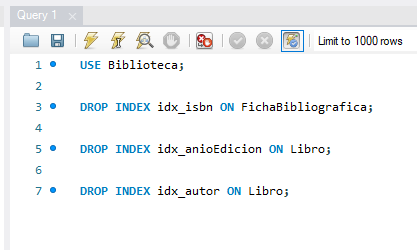 Query 1
Limit to 1000 rows
1 USE Biblioteca;
2
3 DROP INDEX idx_isbn ON FichaBibliografica;
4
5 DROP INDEX idx_anioEdicion ON Libro;
6
7 DROP INDEX idx_autor ON Libro;